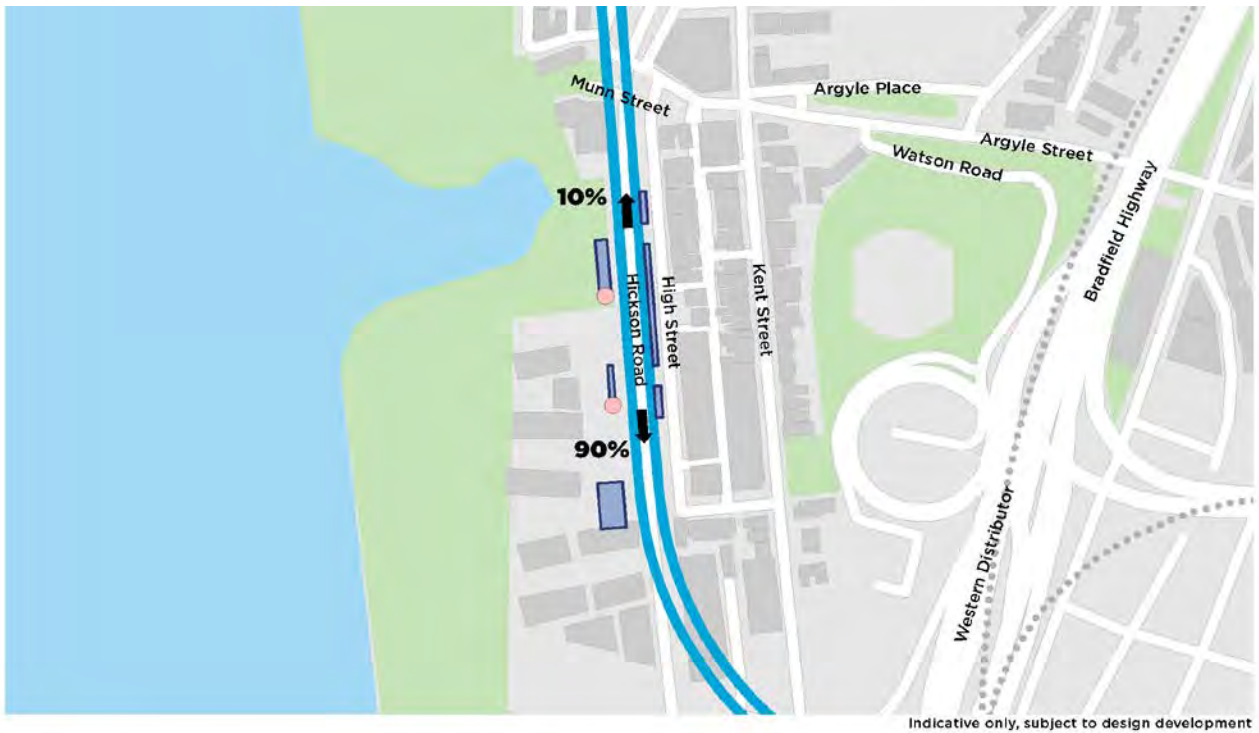 Munn Street
Argyle Place
Argyle Street
Watson Road
10%
Bradfield Highway
Hickson Road
High Street
Kent Street
90%
Western Distributor
Indicative only, subject to design development